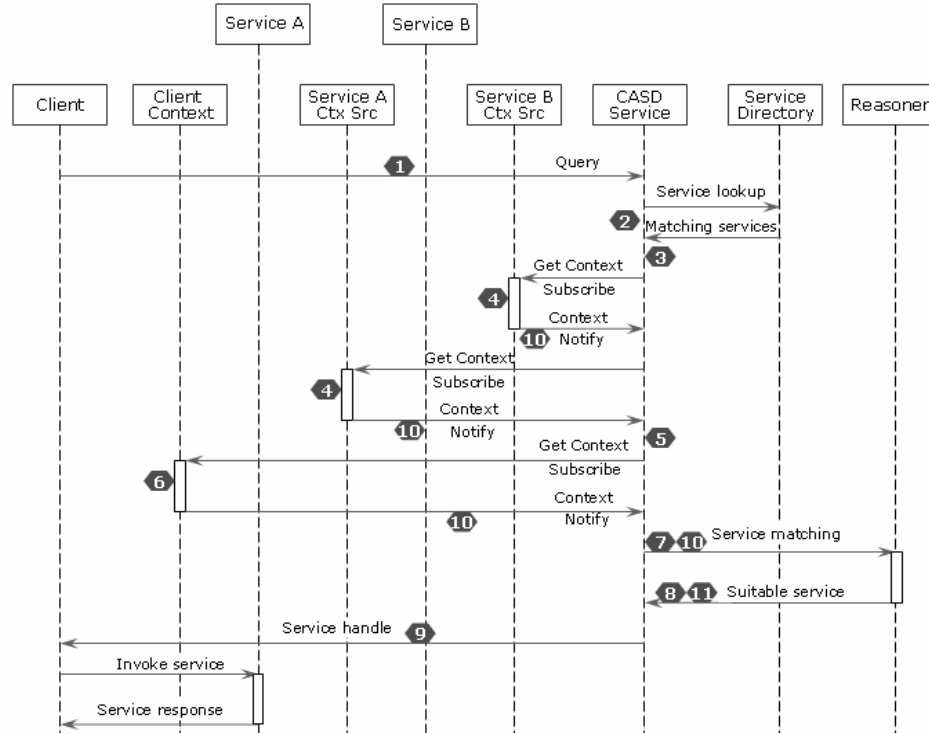 Service A
Service B
Client
Client
Context
Service A
Ctx Src
Service B
Ctx Src
CASD
Service
Service
Directory
Reasoner
1
Query
Service lookup
2
Matching services
3
Get Context
4
Subscribe
Context
10
Notify
Get Context
4
Subscribe
Context
10
Notify
5
Get Context
6
Subscribe
Context
10
Notify
7
10
Service matching
8
11
Suitable service
Service handle
9
Invoke service
Service response